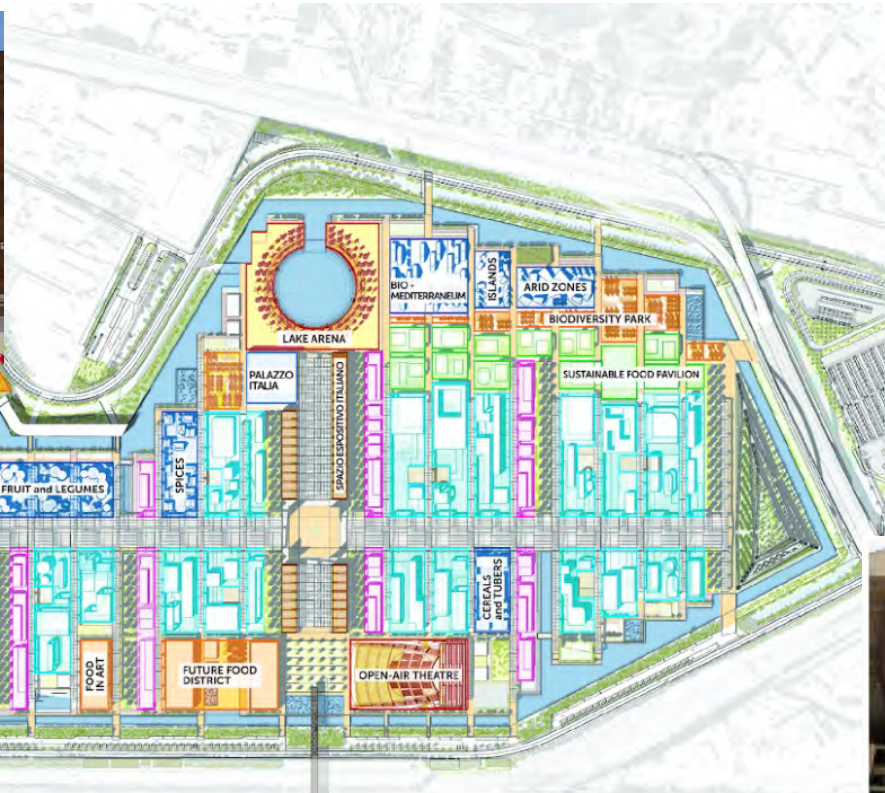 BIO -
MEDITERRANEUM
ISLANDS
ARID ZONES
BIODIVERSITY PARK
LAKE ARENA
PALAZZO
ITALIA
SPAZIO ESPOSITIVO ITALIANO
SUSTAINABLE FOOD PAVILION
SPICES
FRUIT and LEGUMES
CEREALS
and TUBERS
FOOD
IN ART
FUTURE FOOD
DISTRICT
OPEN-AIR THEATRE